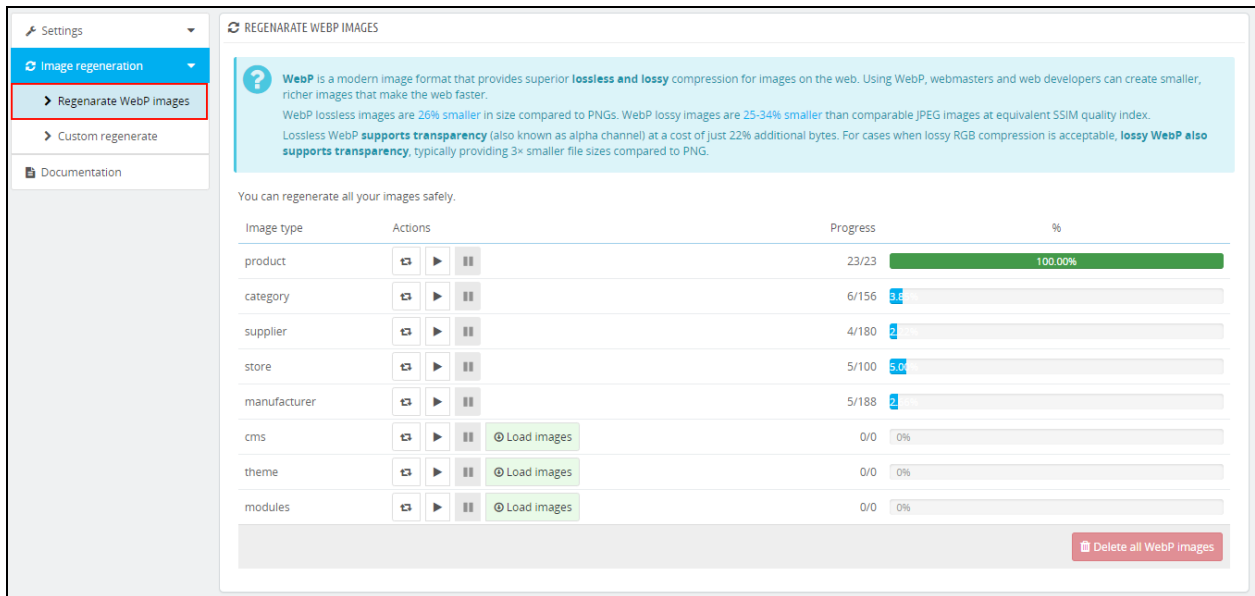 Settings
Image regeneration
Regenarate WebP images
Custom regenerate
Documentation
REGENARATE WEBP IMAGES
WebP is a modern image format that provides superior lossless and lossy compression for images on the web. Using WebP, webmasters and web developers can create smaller,
richer images that make the web faster.
WebP lossless images are 26% smaller in size compared to PNGs. WebP lossy images are 25-34% smaller than comparable JPEG images at equivalent SSIM quality index.
Lossless WebP supports transparency (also known as alpha channel) at a cost of just 22% additional bytes. For cases when lossy RGB compression is acceptable, lossy WebP also
supports transparency, typically providing 3× smaller file sizes compared to PNG.
You can regenerate all your images safely.
Image type Actions Progress %
product 23/23 100.00%
category 6/156
supplier 4/180
store 5/100
manufacturer 5/188
cms Load images 0/0 0%
theme Load images 0/0 0%
modules Load images 0/0 0%
Delete all WebP images